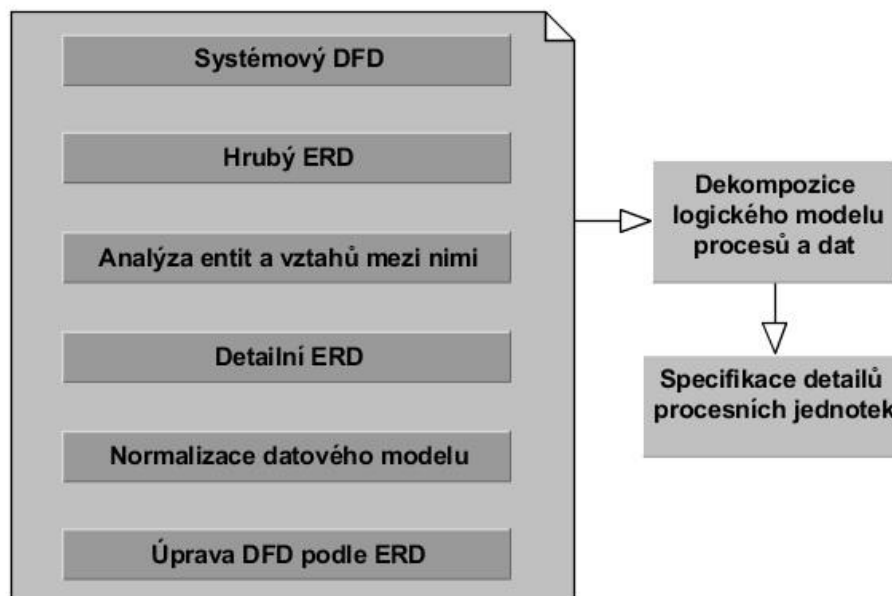 Systémový DFD
Hrubý ERD
Analýza entit a vztahů mezi nimi
Detailní ERD
Normalizace datového modelu
Úprava DFD podle ERD
Dekompozice
logického modelu
procesů a dat
Specifikace detailů
procesních jednotek